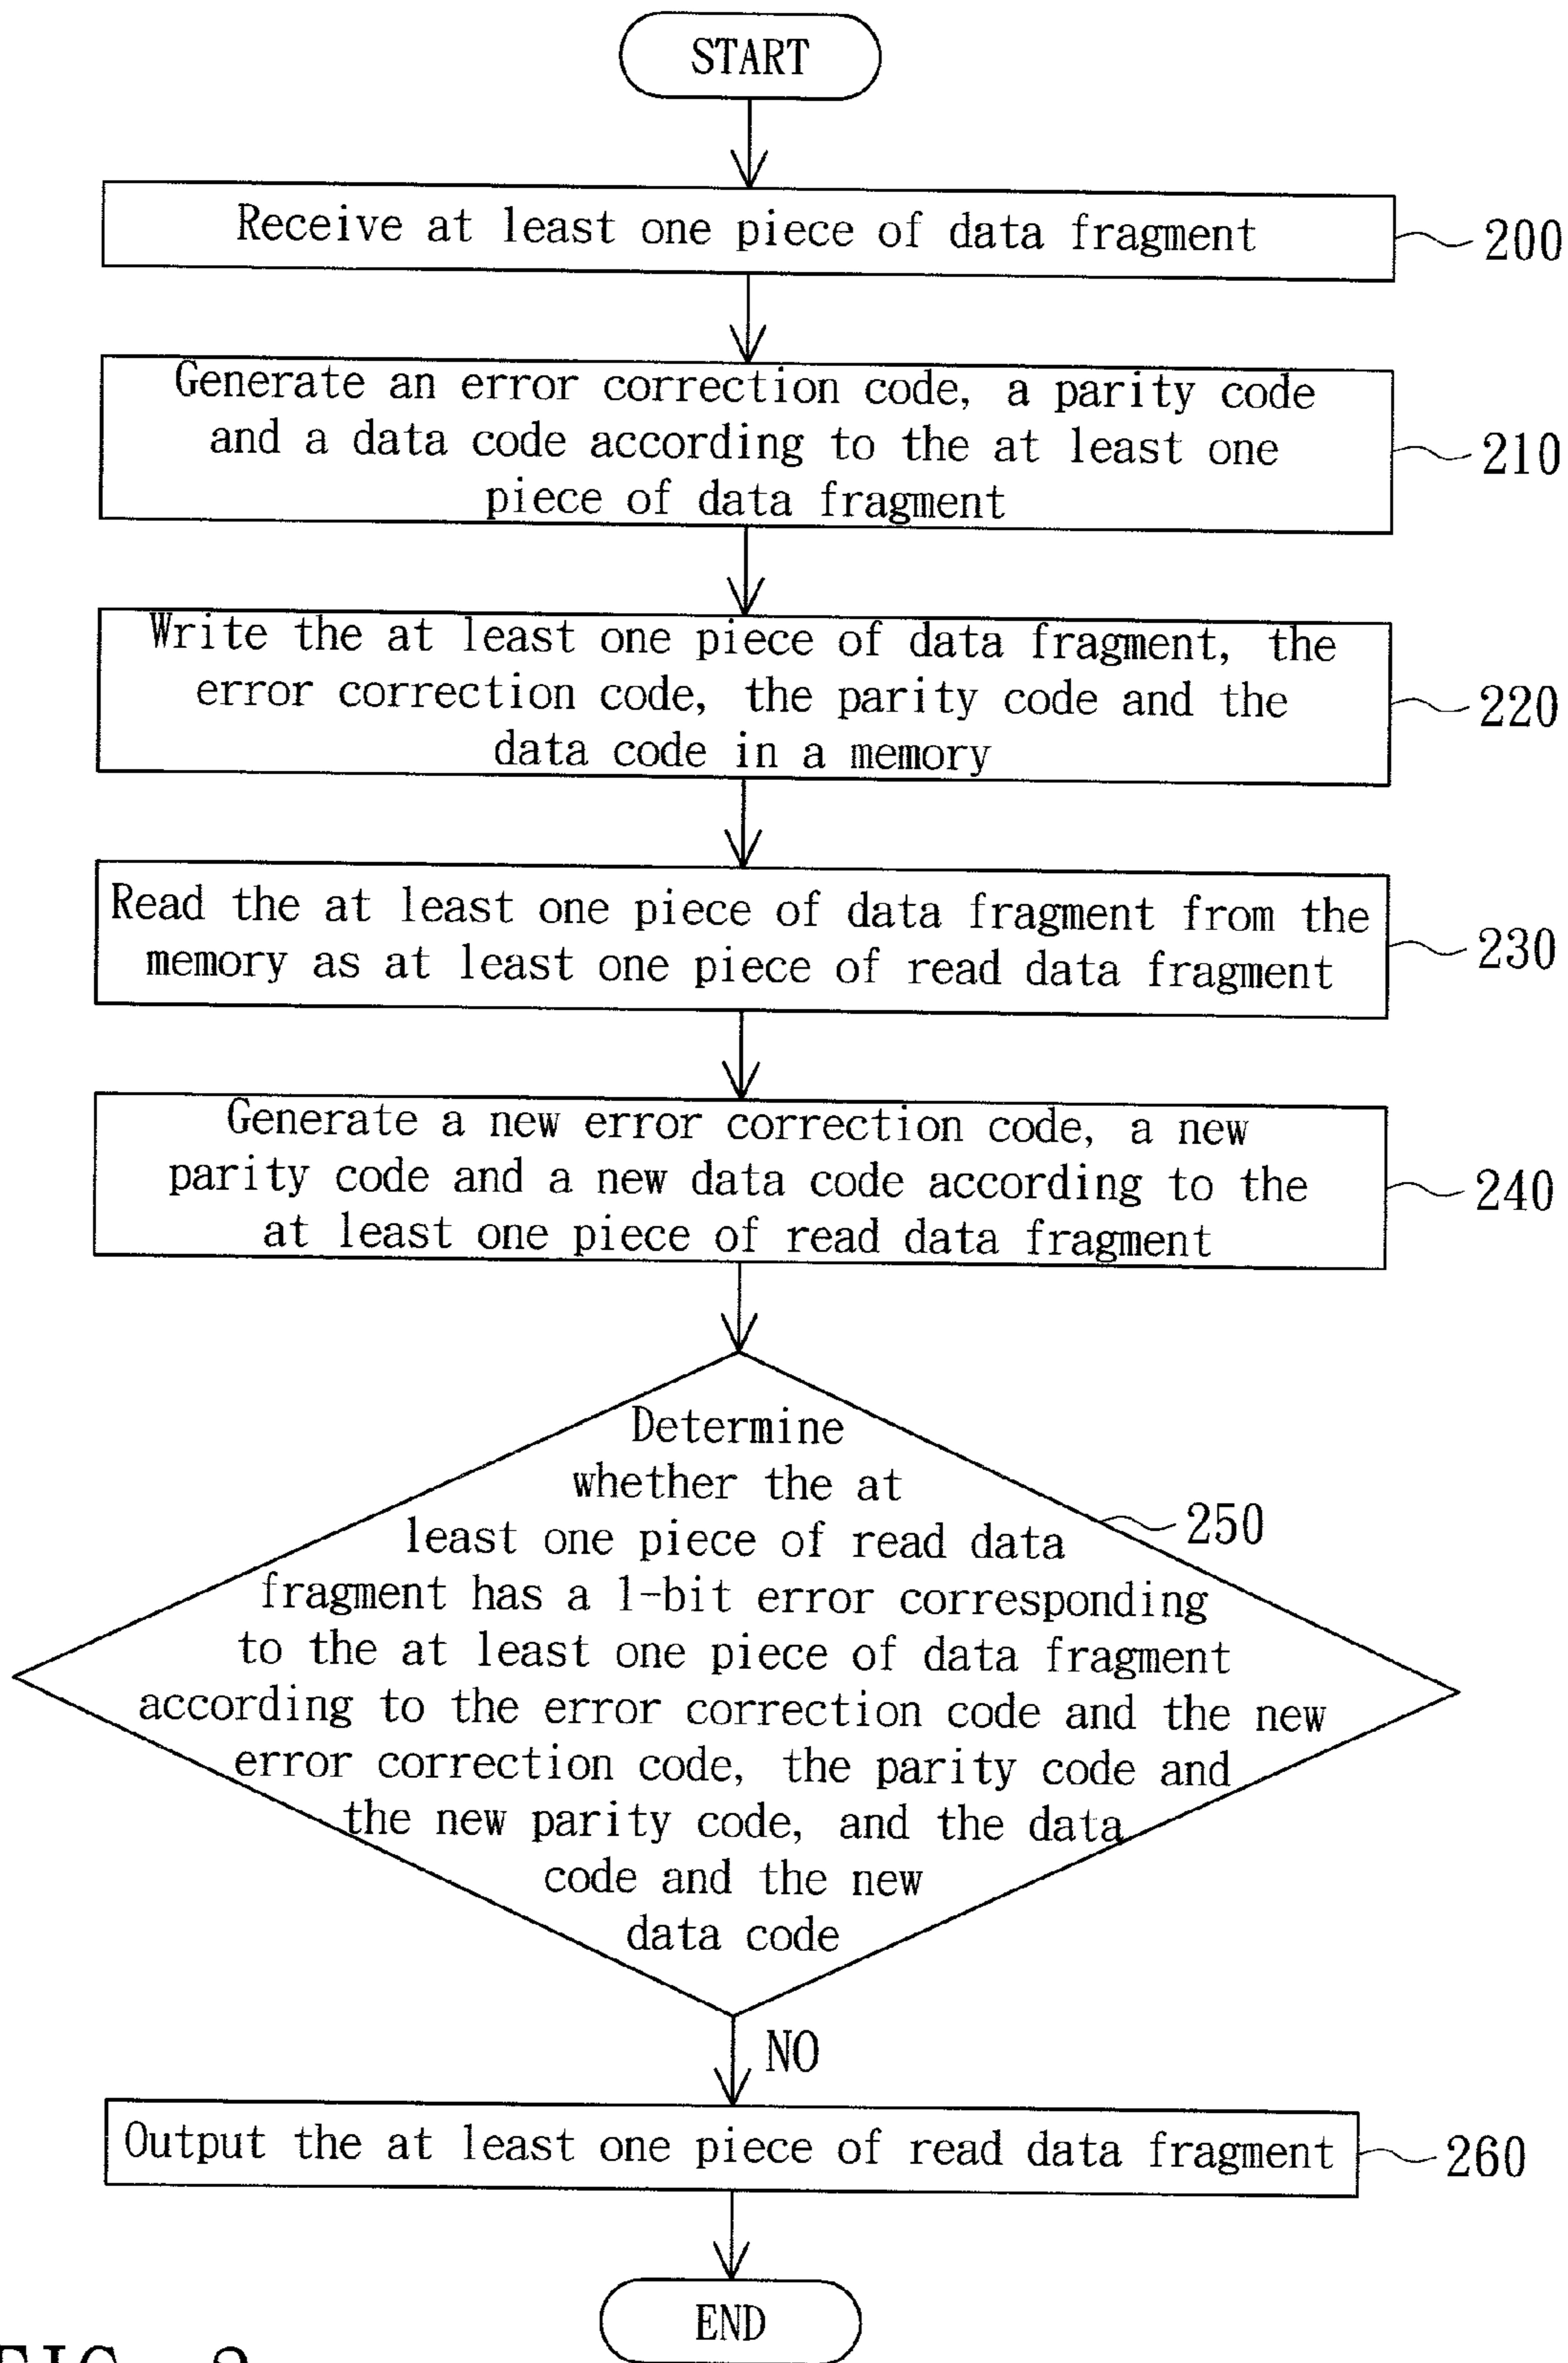 START
Receive at least one piece of data fragment
200
Generate an error correction code, a parity code
and a data code according to the at least one
piece of data fragment
210
Write the at least one piece of data fragment, the
error correction code, the parity code and the
data code in a memory
220
Read the at least one piece of data fragment from the
memory as at least one piece of read data fragment
230
Generate a new error correction code, a new
parity code and a new data code according to the
at least one piece of read data fragment
240
Determine
whether the at
least one piece of read data
fragment has a 1-bit error corresponding
to the at least one piece of data fragment
according to the error correction code and the new
error correction code, the parity code and
the new parity code, and the data
code and the new
data code
250
NO
Output the at least one piece of read data fragment
260
END